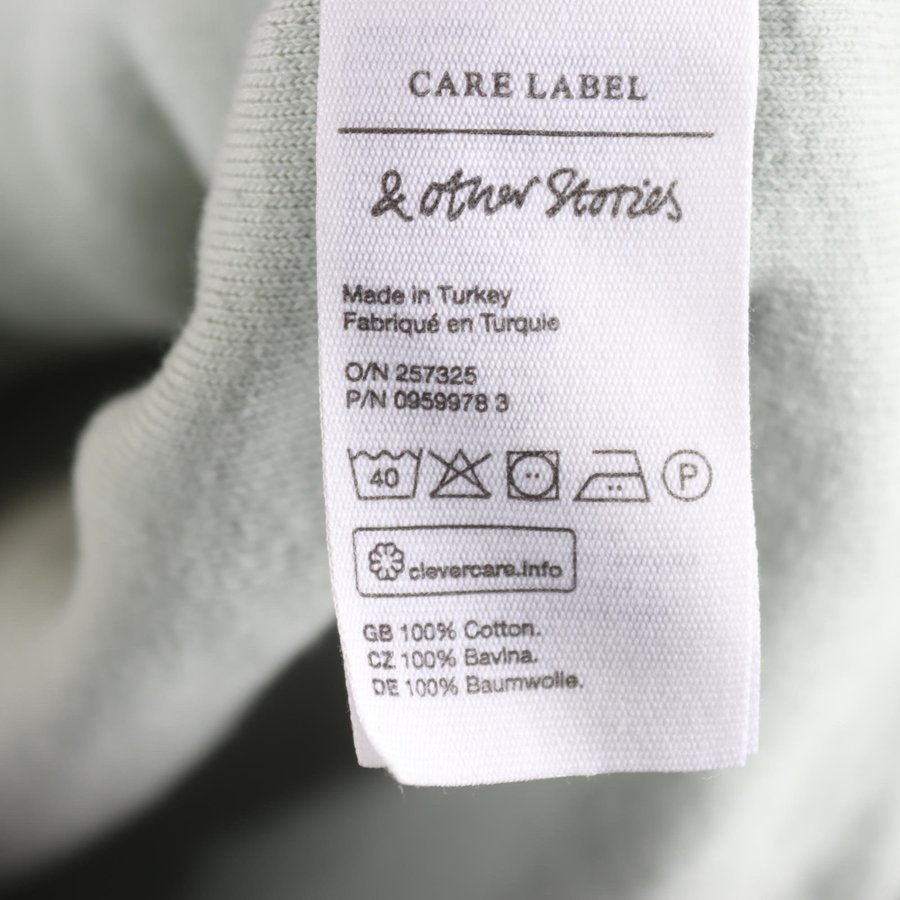 CARE LABEL
& other Stories
Made in Turkey
Fabriqué en Turquie
O/N 257325
P/N 0959978 3
40 P
clevercare.info
GB 100% Cotton.
CZ 100% Bavlna.
DE 100% Baumwolle.